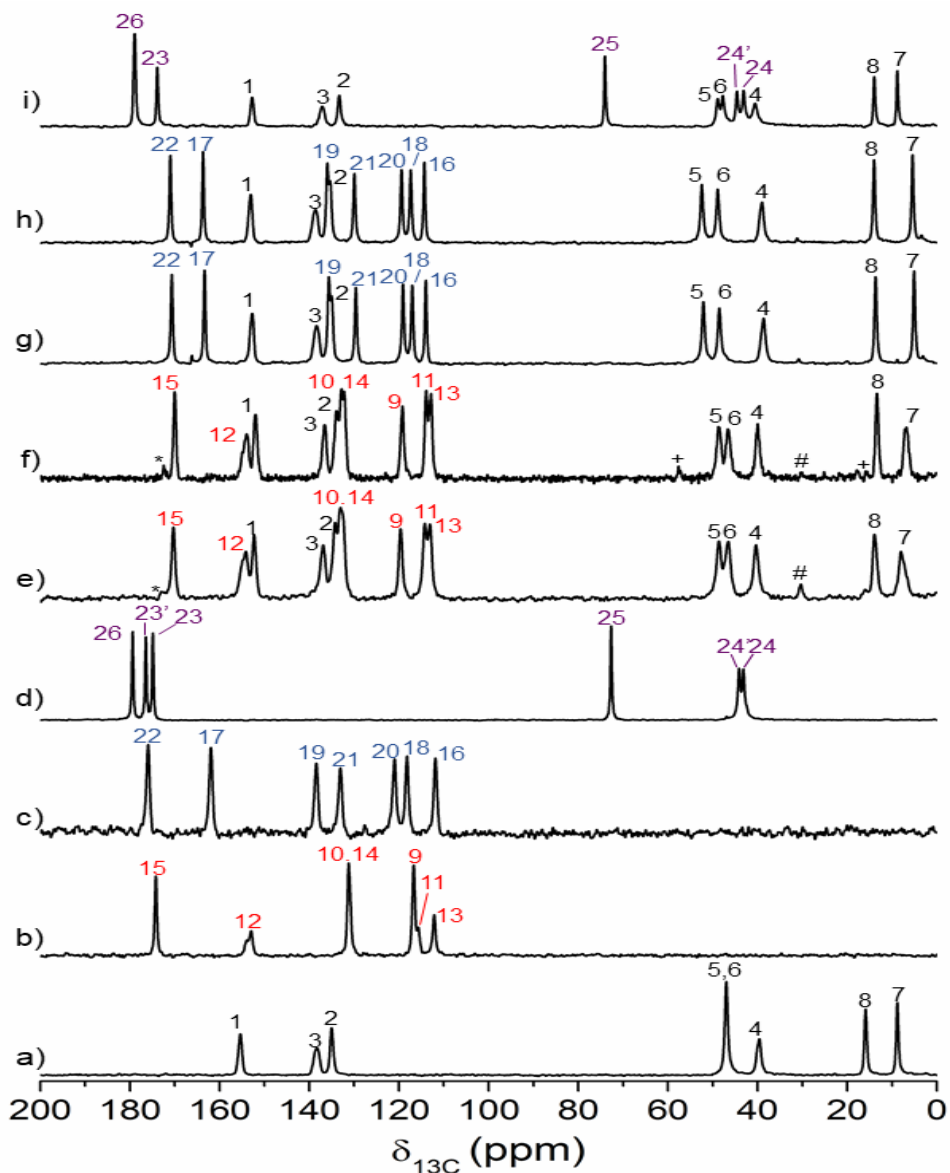 26 23 1 3 2 25 5 6 24' 24 4 8 7
i)
22 17 1 3 19 2 21 20 18 16 5 6 4 8 7
h)
22 17 1 3 19 2 21 20 18 16 5 6 4 8 7
g)
15 12 1 3 2 10 14 9 11 13 5 6 4 8 7
f) * + # +
15 12 1 3 2 10,14 9 11 13 5 6 4 8 7
e) * #
26 23' 23 25 24' 24
d)
22 17 19 21 20 18 16
c)
15 12 10,14 9 11 13
b)
1 3 2 5,6 4 8 7
a)
200 180 160 140 120 100 80 60 40 20 0
δ13C (ppm)